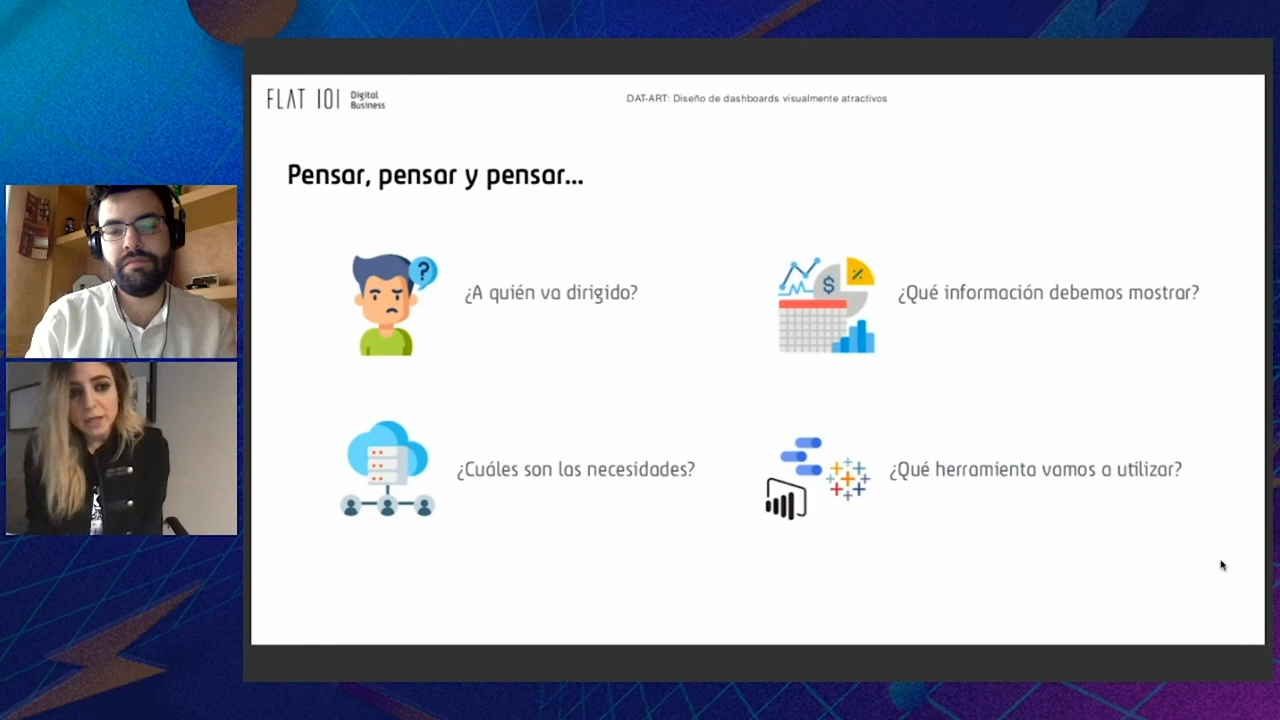 FLAT 101 Digital
Business
DAT-ART: Diseño de dashboards visualmente atractivos
Pensar, pensar y pensar...
?
¿A quién va dirigido?
$
%
¿Qué información debemos mostrar?
¿Cuáles son las necesidades?
¿Qué herramienta vamos a utilizar?